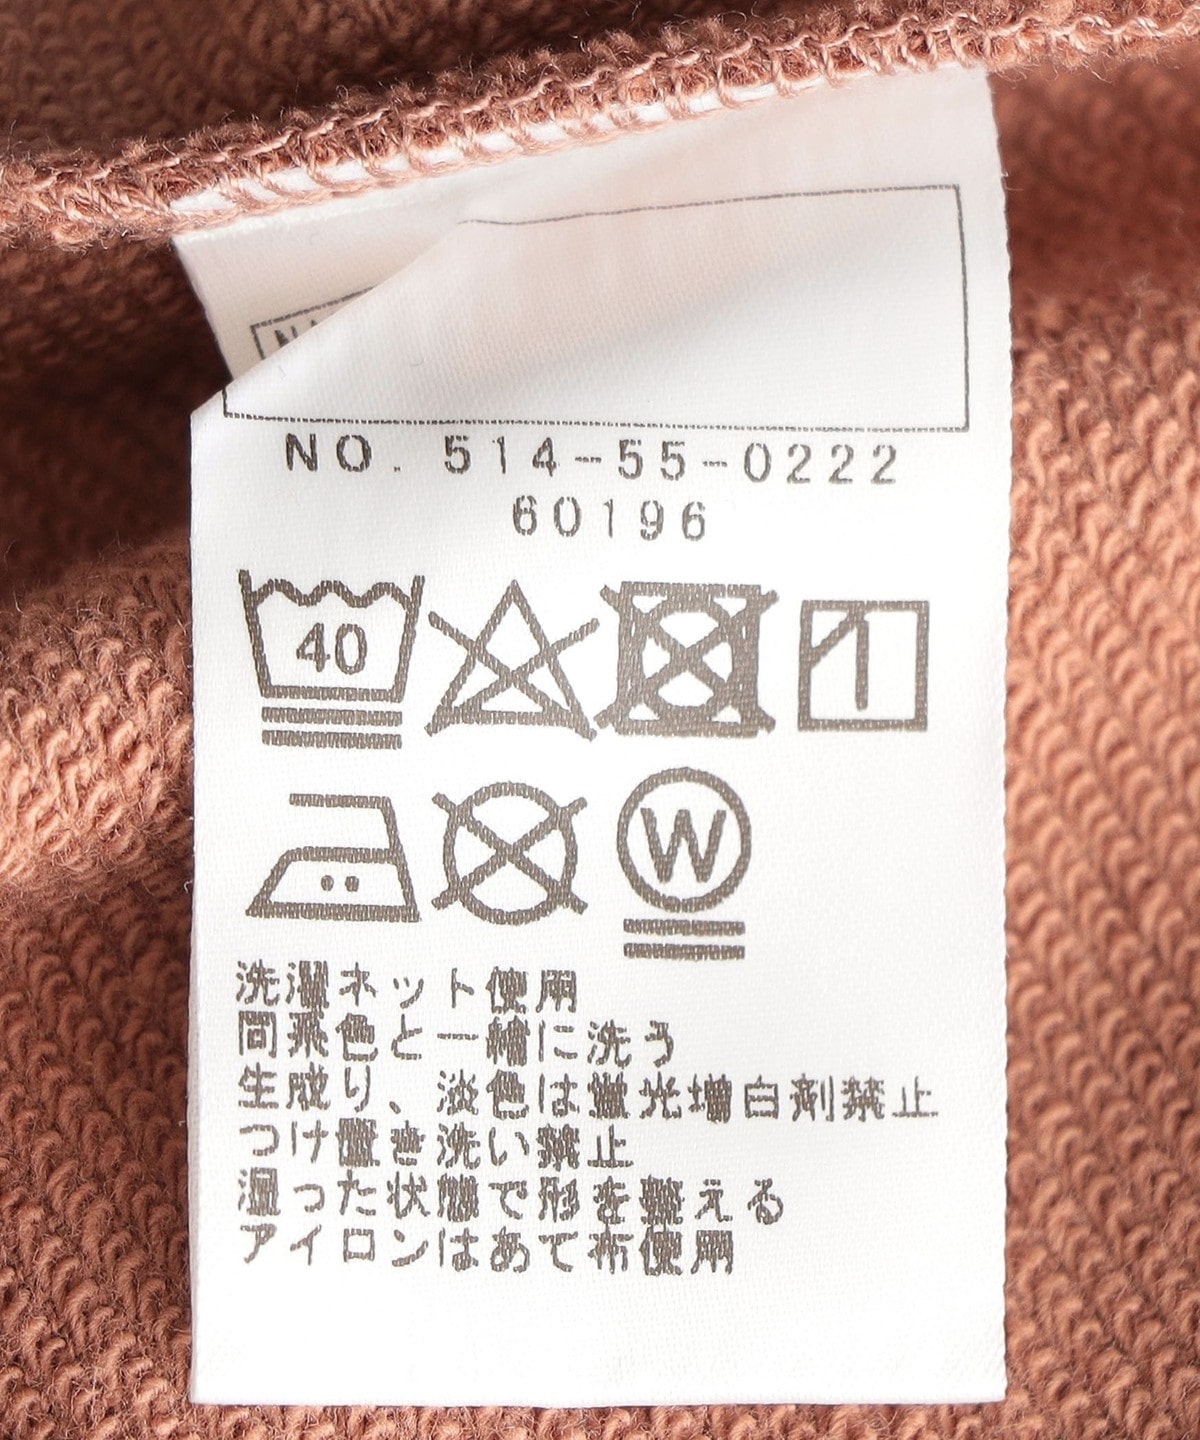 NO. 514-55-0222
60196
40
W
洗濯ネット使用
同系色と一緒に洗う
生成り、淡色は蛍光増白剤禁止
つけ置き洗い禁止
湿った状態で形を整える
アイロンはあて布使用